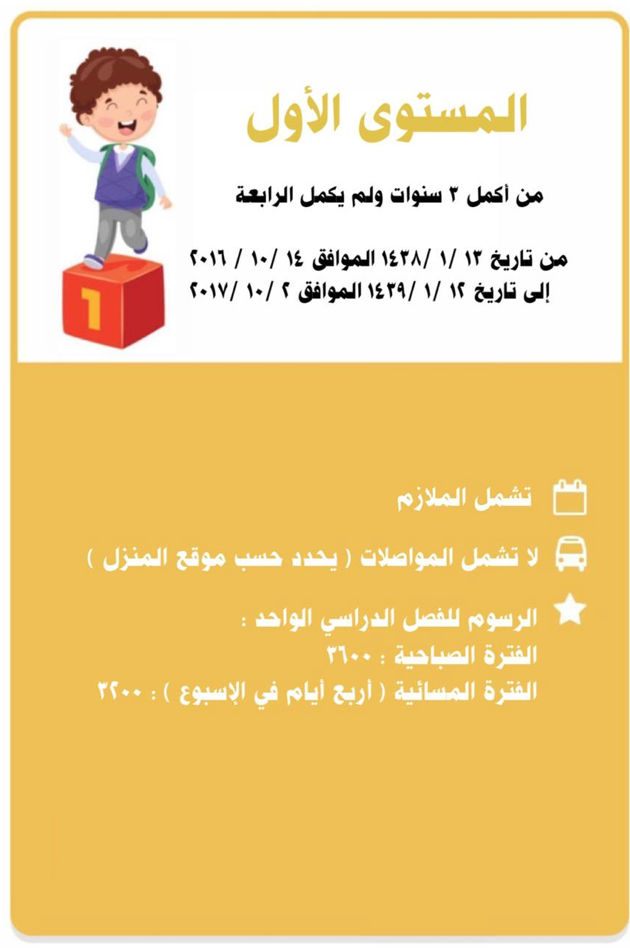 المستوى الأول
من أكمل ٣ سنوات ولم يكمل الرابعة
من تاريخ ١٣ /١ /١٤٣٨ الموافق ١٤ /١٠ / ٢٠١٦
إلى تاريخ ١٢ /١ /١٤٣٩ الموافق ٢ /١٠ /٢٠١٧
1
تشمل الملازم
لا تشمل المواصلات ( يحدد حسب موقع المنزل )
الرسوم للفصل الدراسي الواحد :
الفترة الصباحية : ٣٦٠٠
الفترة المسائية ( أربع أيام في الإسبوع ) : ٣٢٠٠